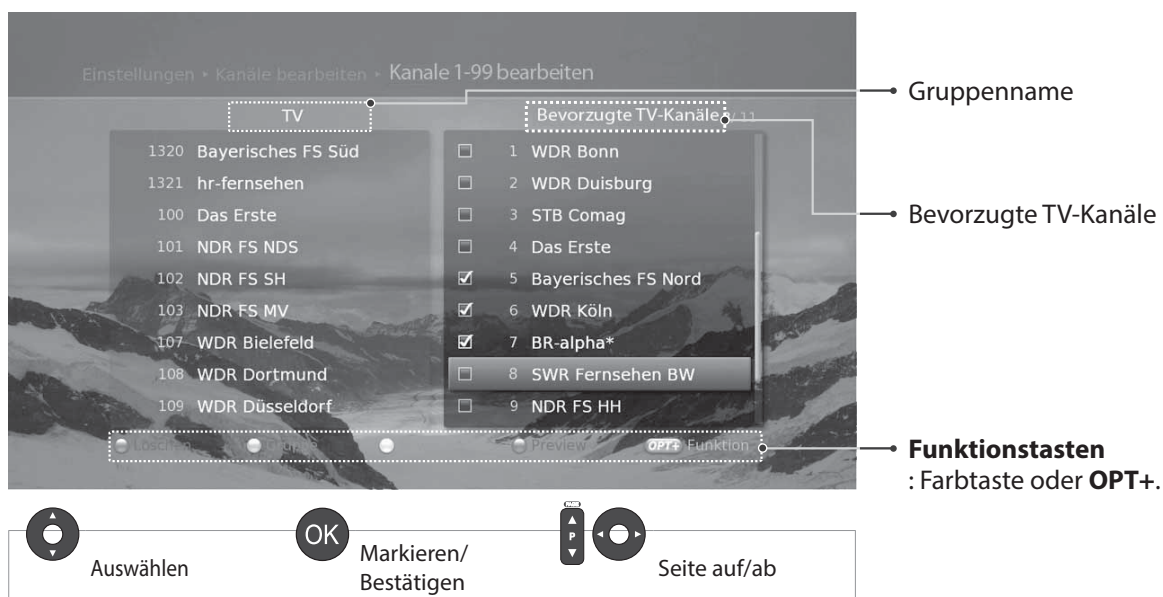 Einstellungen • Kanäle bearbeiten • Kanale 1-99 bearbeiten
TV
1320 Bayerisches FS Süd
1321 hr-fernsehen
100 Das Erste
101 NDR FS NDS
102 NDR FS SH
103 NDR FS MV
107 WDR Bielefeld
108 WDR Dortmund
109 WDR Düsseldorf
Bevorzugte TV-Kanäle / 11
1 WDR Bonn
2 WDR Duisburg
3 STB Comag
4 Das Erste
5 Bayerisches FS Nord
6 WDR Köln
7 BR-alpha*
8 SWR Fernsehen BW
9 NDR FS HH
Löschen Preview OPT+ Funktion
Gruppenname
Bevorzugte TV-Kanäle
Funktionstasten
: Farbtaste oder OPT+.
Auswählen
OK
Markieren/
Bestätigen
PAGE
P
Seite auf/ab